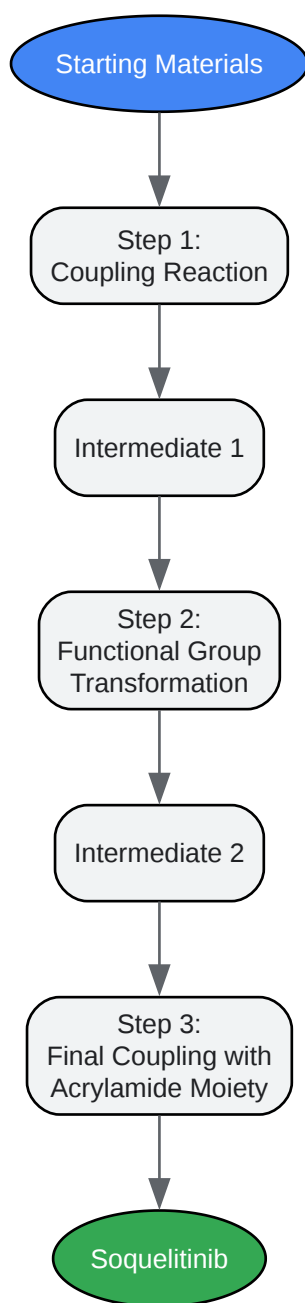 Starting Materials
Step 1:
Coupling Reaction
Intermediate 1
Step 2:
Functional Group
Transformation
Intermediate 2
Step 3:
Final Coupling with
Acrylamide Moiety
Soquelitinib